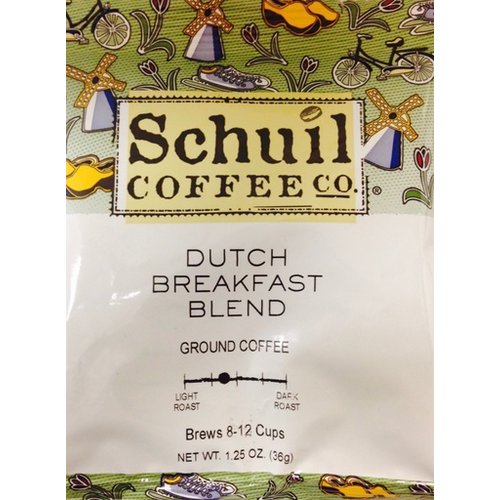 Schuil
COFFEE CO.®
DUTCH
BREAKFAST
BLEND
GROUND COFFEE
LIGHT ROAST
DARK ROAST
Brews 8-12 Cups
NET WT. 1.25 OZ. (36g)